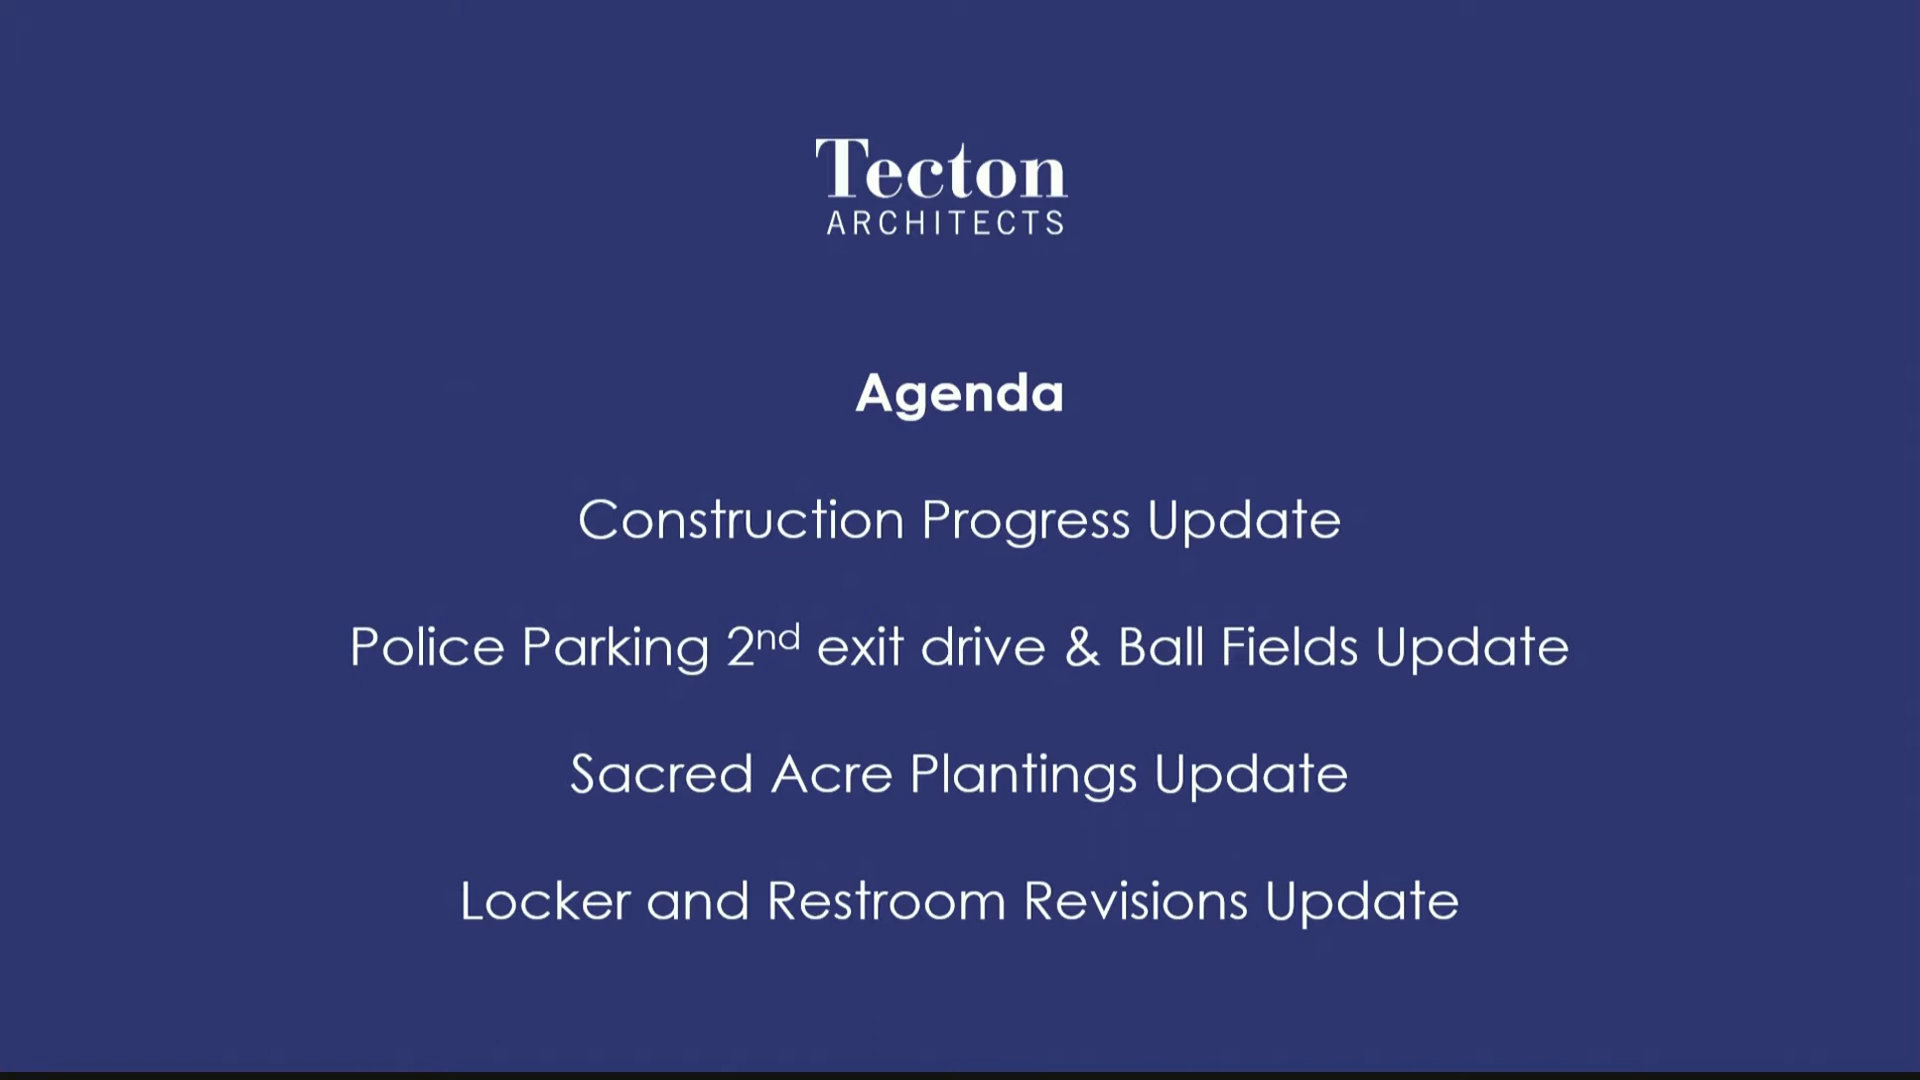 Tecton
ARCHITECTS
Agenda
Construction Progress Update
Police Parking 2nd exit drive & Ball Fields Update
Sacred Acre Plantings Update
Locker and Restroom Revisions Update